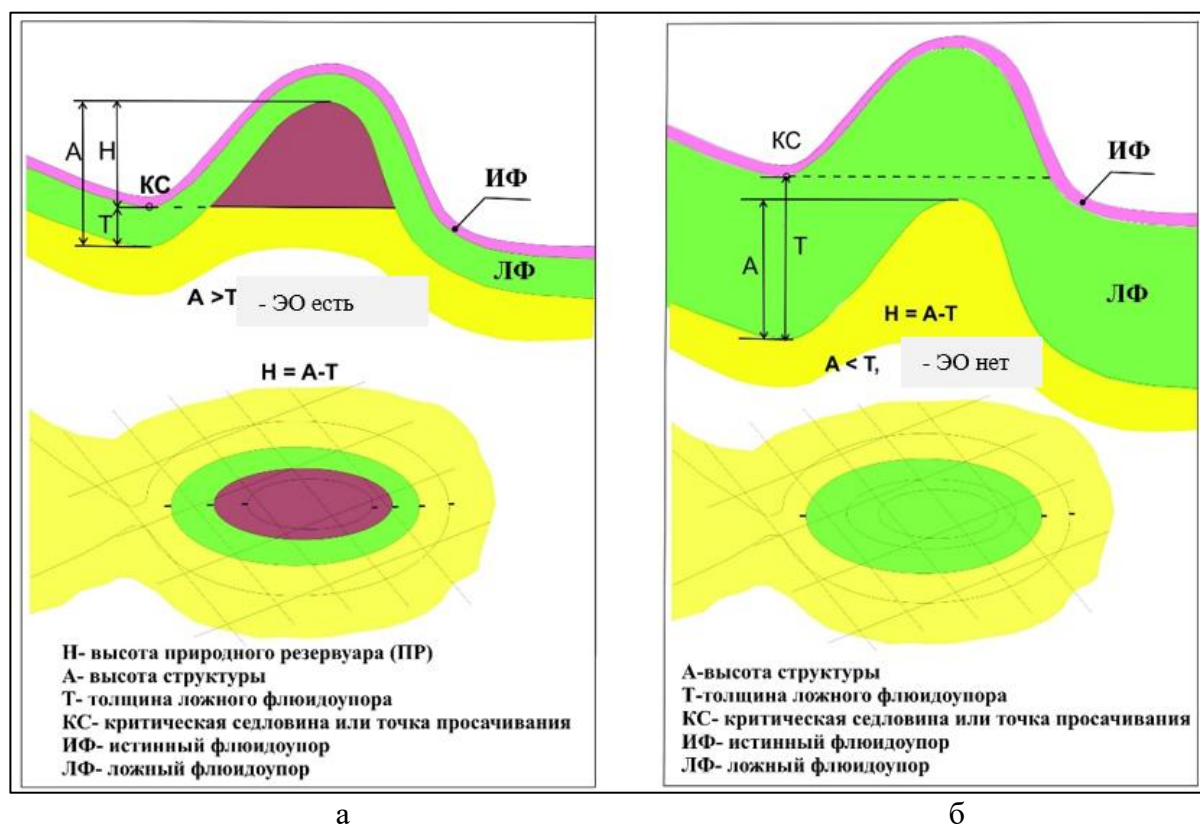 А
Н
Т
КС
ИФ
ЛФ
А >Т
- ЭО есть
Н = А-Т
Н- высота природного резервуара (ПР)
А- высота структуры
Т- толщина ложного флюидоупора
КС- критическая седловина или точка просачивания
ИФ- истинный флюидоупор
ЛФ- ложный флюидоупор
а
КС
ИФ
А
Т
ЛФ
Н = А-Т
А < Т,
- ЭО нет
А-высота структуры
Т-толщина ложного флюидоупора
КС- критическая седловина или точка просачивания
ИФ- истинный флюидоупор
ЛФ- ложный флюидоупор
б